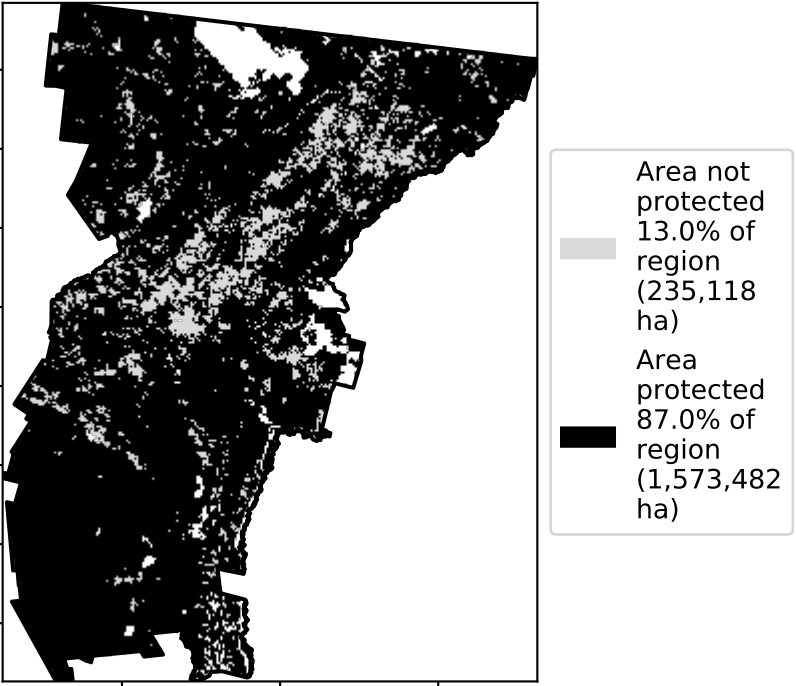 Area not
protected
13.0% of
region
(235,118
ha)
Area
protected
87.0% of
region
(1,573,482
ha)